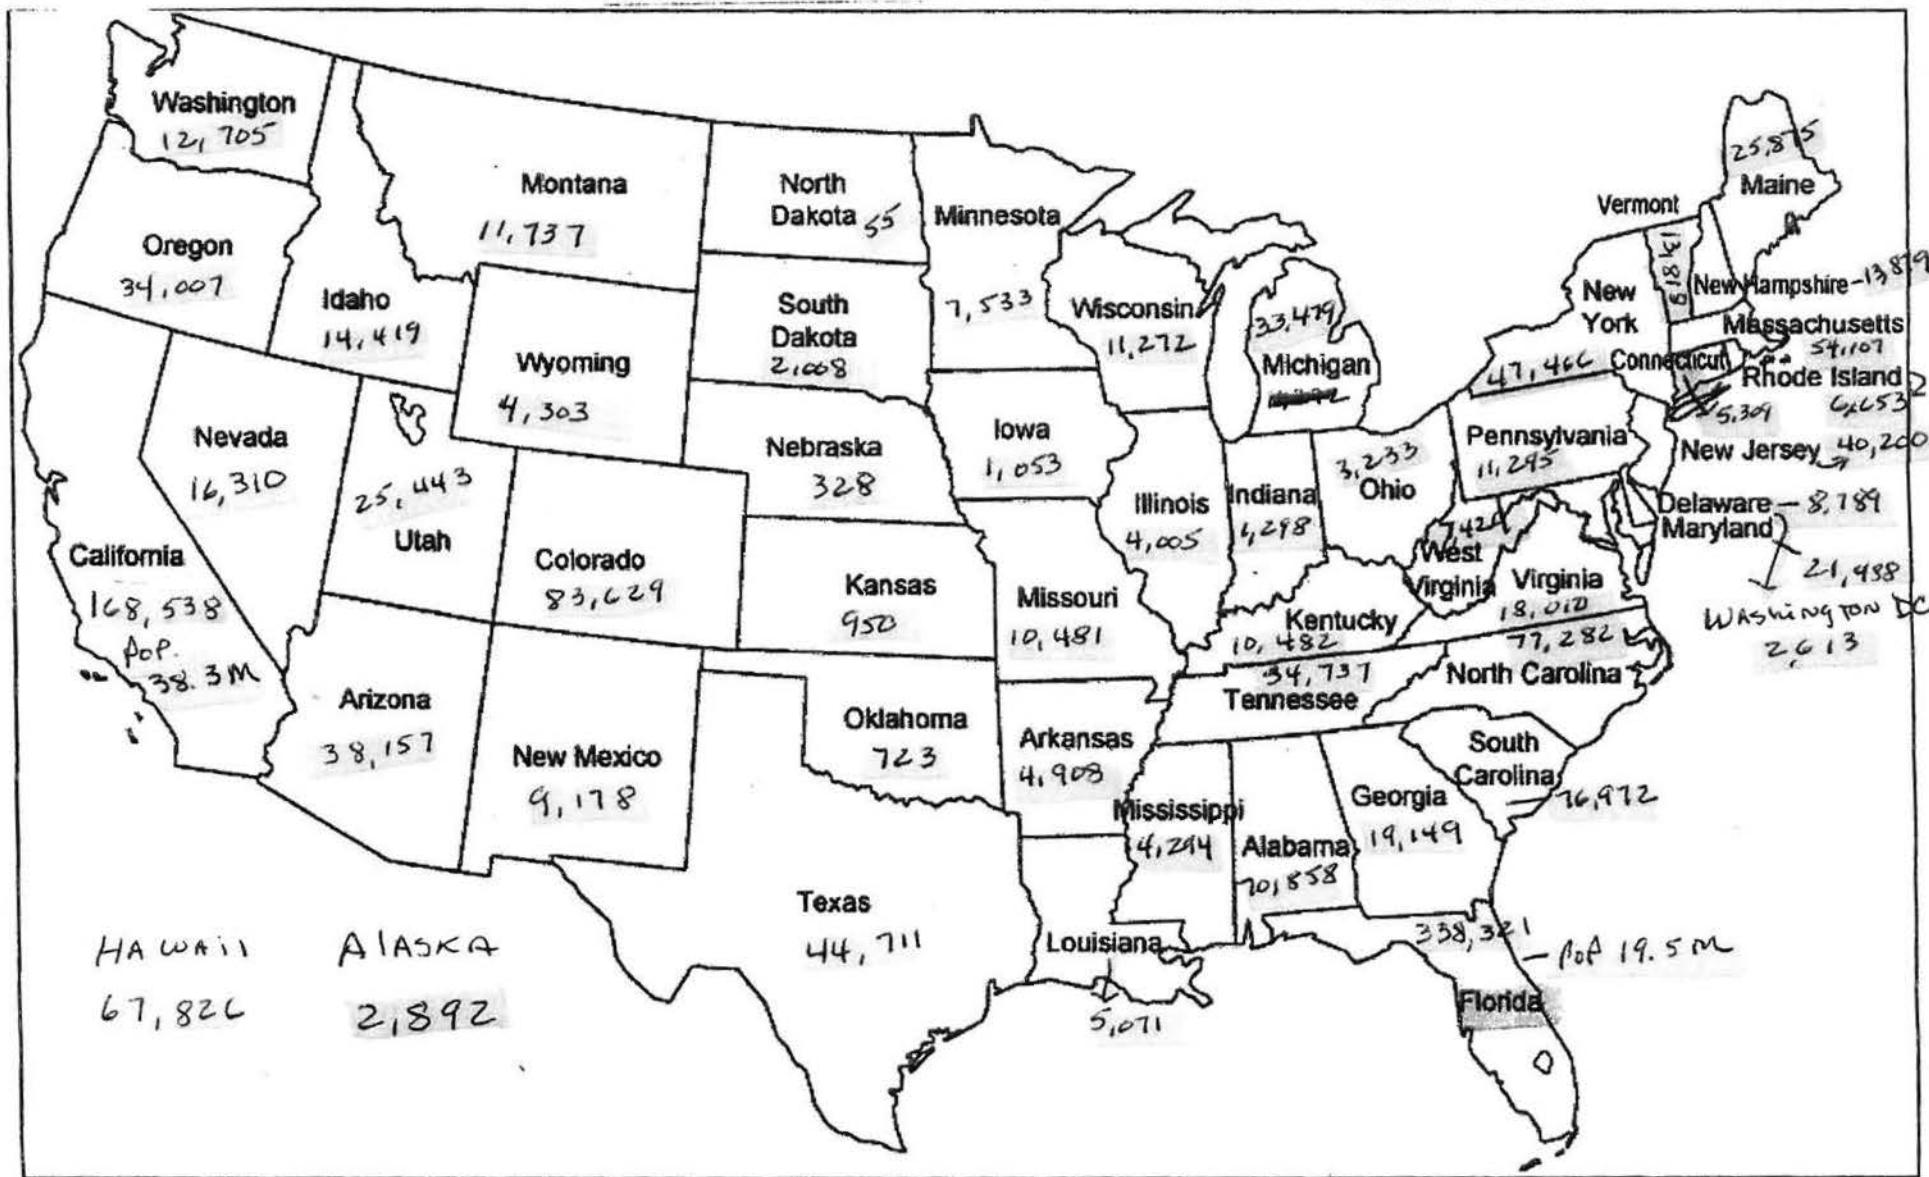 Washington
12,705
Oregon
34,007
California
168,538
Pop.
38.3M
Nevada
16,310
Idaho
14,419
Montana
11,737
Wyoming
4,303
25,443
Utah
Arizona
38,157
Colorado
83,629
New Mexico
9,178
North
Dakota 55
South
Dakota
2,008
Nebraska
328
Kansas
950
Oklahoma
723
Texas
44,711
Minnesota
7,533
Iowa
1,053
Missouri
10,481
Arkansas
4,908
Louisiana
5,071
Wisconsin
11,272
Illinois
4,005
33,479
Michigan
Indiana
1,298
3,233
Ohio
Kentucky
10,482
34,737
Tennessee
Mississippi
4,294
Alabama
70,858
Georgia
19,149
338,321
Pop 19.5M
Florida
South
Carolina
76,972
77,282
North Carolina
Virginia
18,010
West
Virginia
Pennsylvania
11,295
New
York
47,466
Vermont
13,818
25,875
Maine
New Hampshire - 13,879
Massachusetts
54,107
Connecticut
5,309
Rhode Island
6,653
New Jersey 40,200
Delaware - 8,789
Maryland
21,438
Washington DC
2,613
Hawaii
67,826
Alaska
2,892